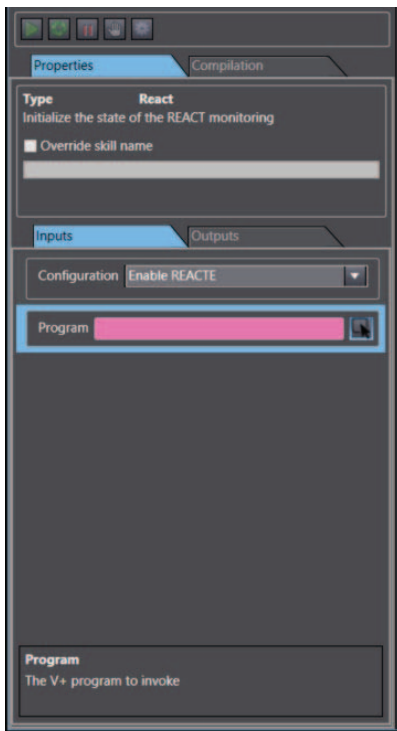 Properties
Compilation
Type React
Initialize the state of the REACT monitoring
Override skill name
Inputs
Outputs
Configuration Enable REACTE
Program
Program
The V+ program to invoke